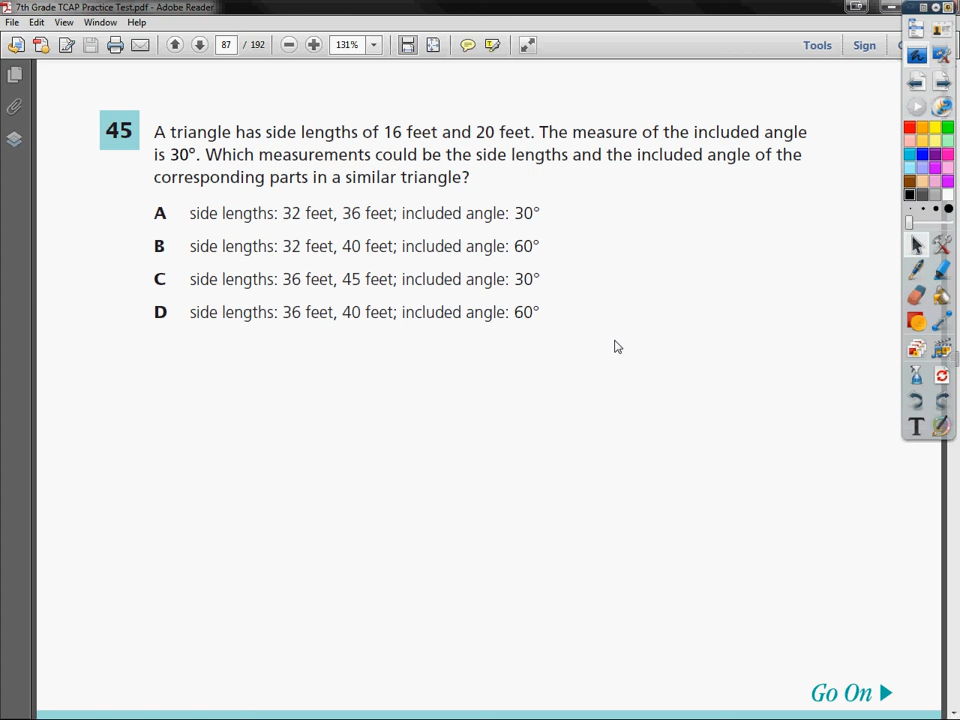 7th Grade TCAP Practice Test.pdf - Adobe Reader
File Edit View Window Help
87 / 192 131% Tools Sign
45 A triangle has side lengths of 16 feet and 20 feet. The measure of the included angle
is 30°. Which measurements could be the side lengths and the included angle of the
corresponding parts in a similar triangle?
A side lengths: 32 feet, 36 feet; included angle: 30°
B side lengths: 32 feet, 40 feet; included angle: 60°
C side lengths: 36 feet, 45 feet; included angle: 30°
D side lengths: 36 feet, 40 feet; included angle: 60°
T
Go On